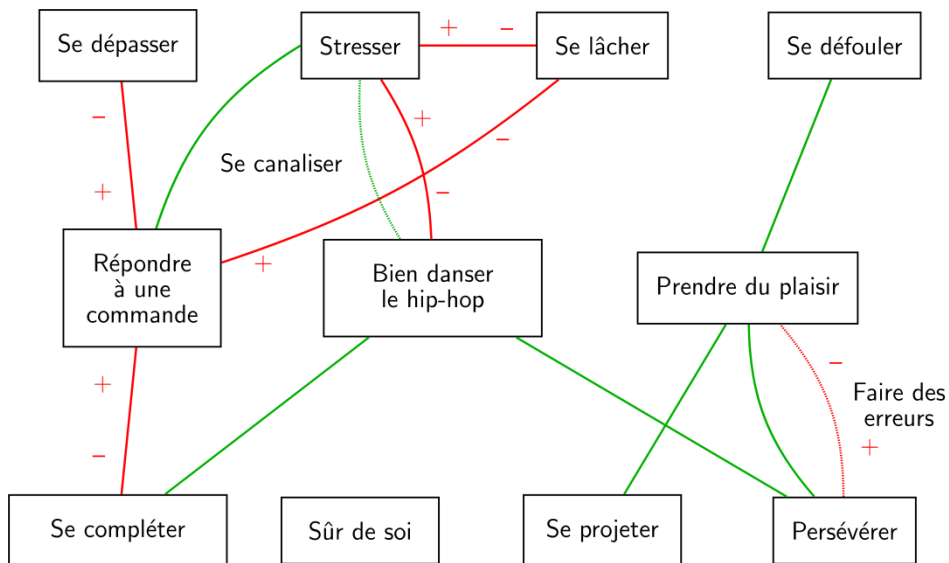 Se dépasser
Stresser
+
−
Se lâcher
Se défouler
−
+
−
Se canaliser
+
−
Répondre
à une
commande
+
Bien danser
le hip-hop
Prendre du plaisir
+
−
Faire des
erreurs
−
+
Se compléter
Sûr de soi
Se projeter
Persévérer